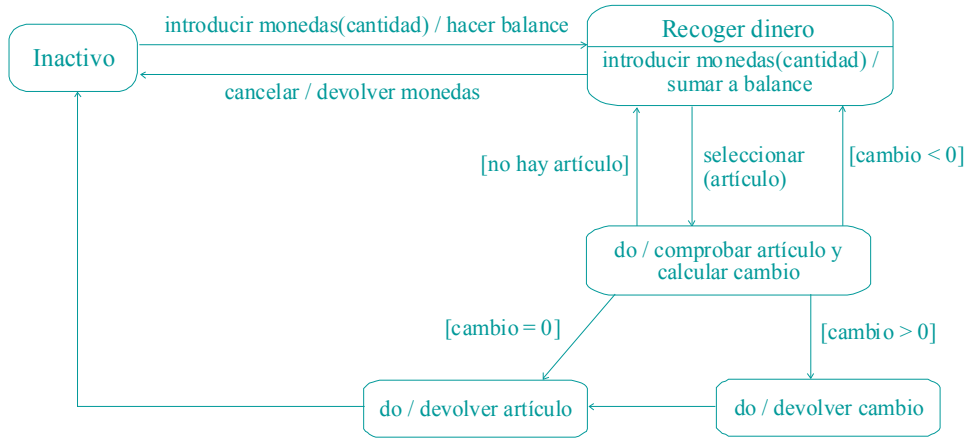 introducir monedas(cantidad) / hacer balance
Inactivo
Recoger dinero
introducir monedas(cantidad) /
sumar a balance
cancelar / devolver monedas
[no hay artículo]
seleccionar
(artículo)
[cambio < 0]
do / comprobar artículo y
calcular cambio
[cambio = 0]
[cambio > 0]
do / devolver artículo
do / devolver cambio